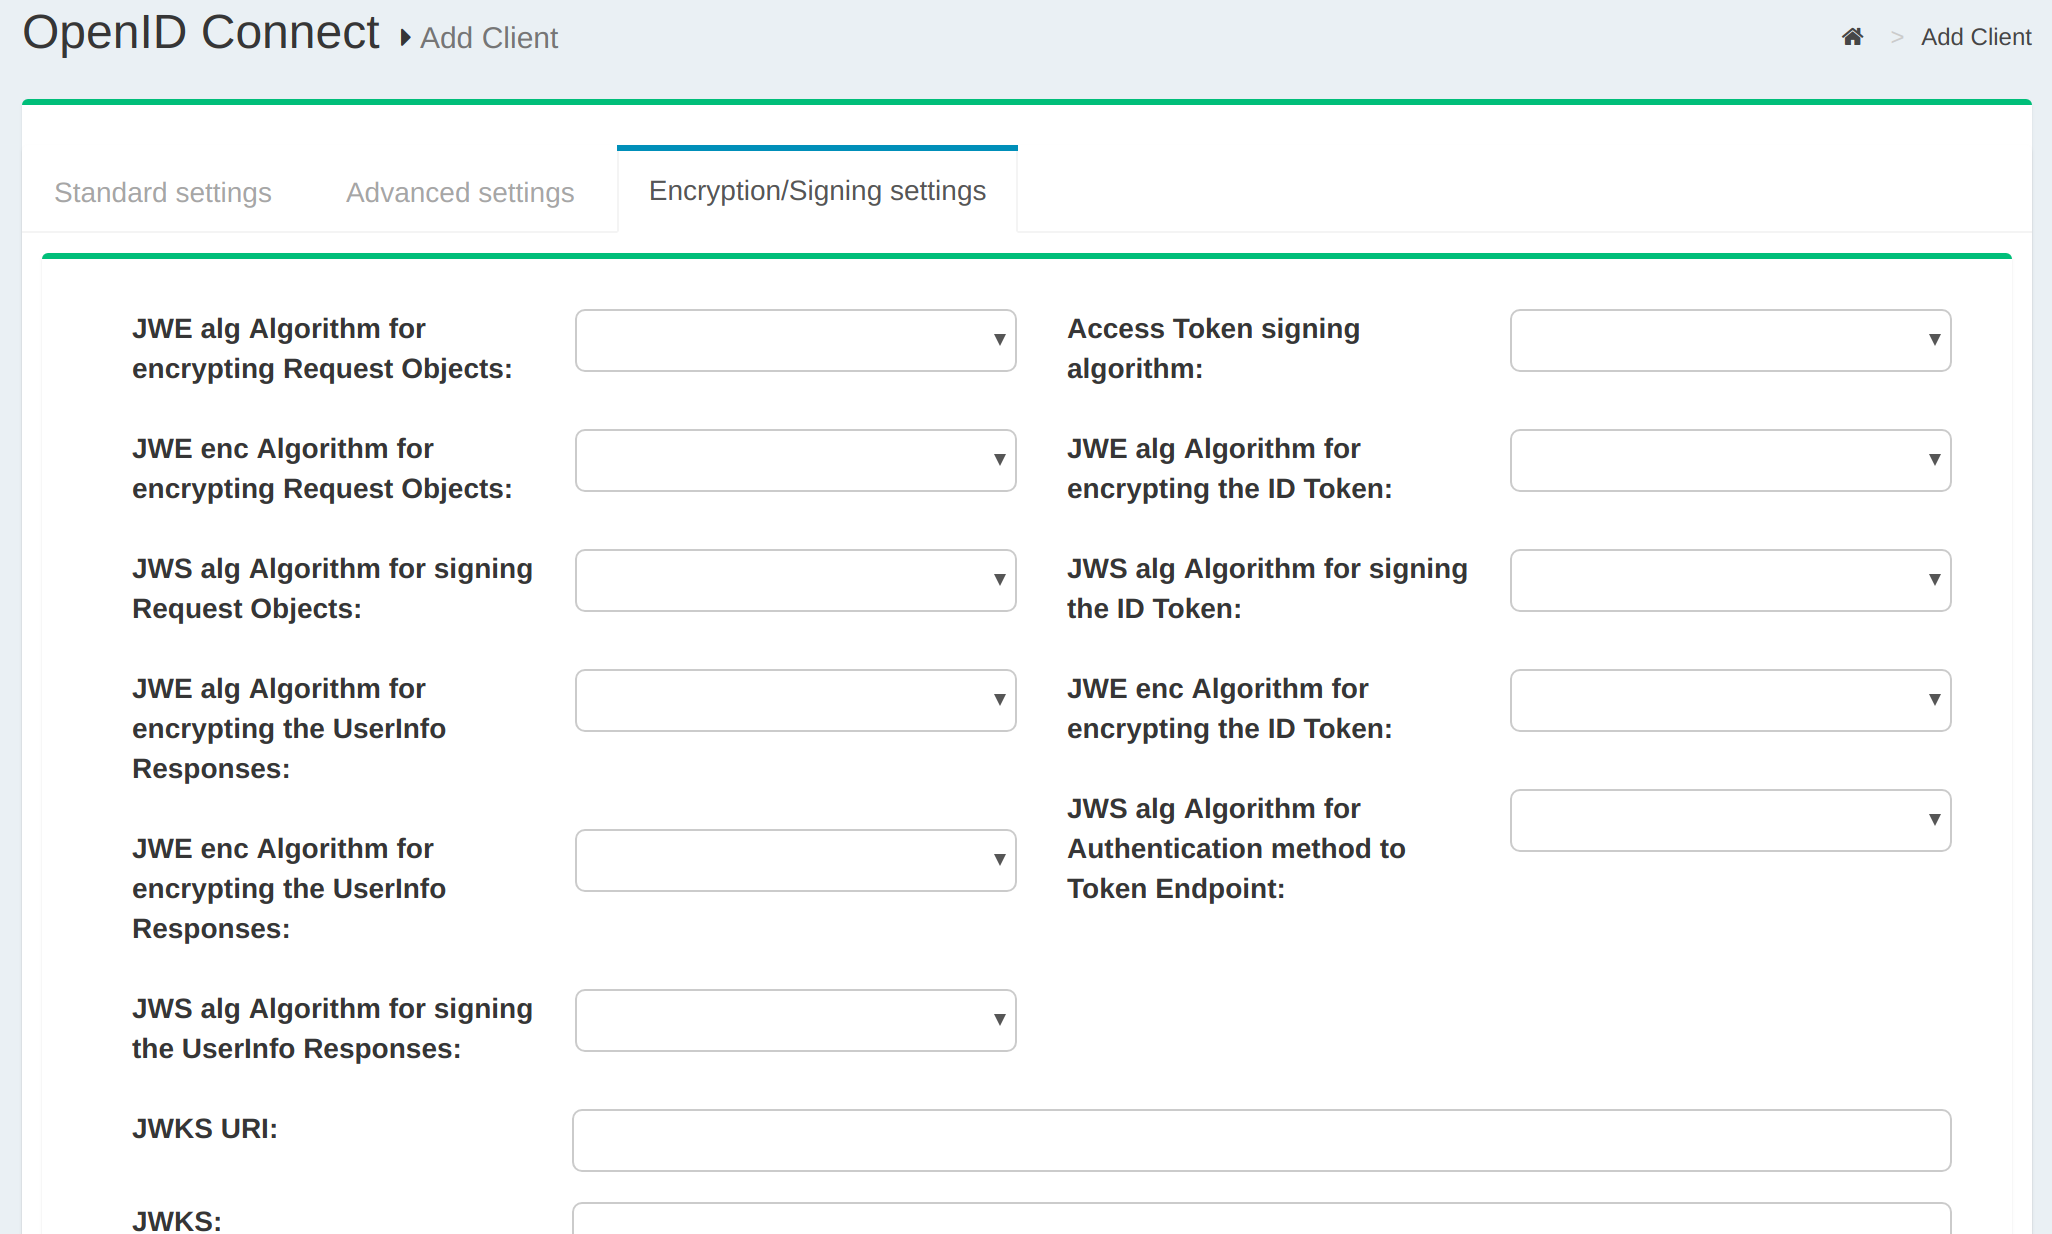 OpenID Connect Add Client
> Add Client
Standard settings
Advanced settings
Encryption/Signing settings
JWE alg Algorithm for
encrypting Request Objects:
JWE enc Algorithm for
encrypting Request Objects:
JWS alg Algorithm for signing
Request Objects:
JWE alg Algorithm for
encrypting the UserInfo
Responses:
JWE enc Algorithm for
encrypting the UserInfo
Responses:
JWS alg Algorithm for signing
the UserInfo Responses:
Access Token signing
algorithm:
JWE alg Algorithm for
encrypting the ID Token:
JWS alg Algorithm for signing
the ID Token:
JWE enc Algorithm for
encrypting the ID Token:
JWS alg Algorithm for
Authentication method to
Token Endpoint:
JWKS URI:
JWKS: